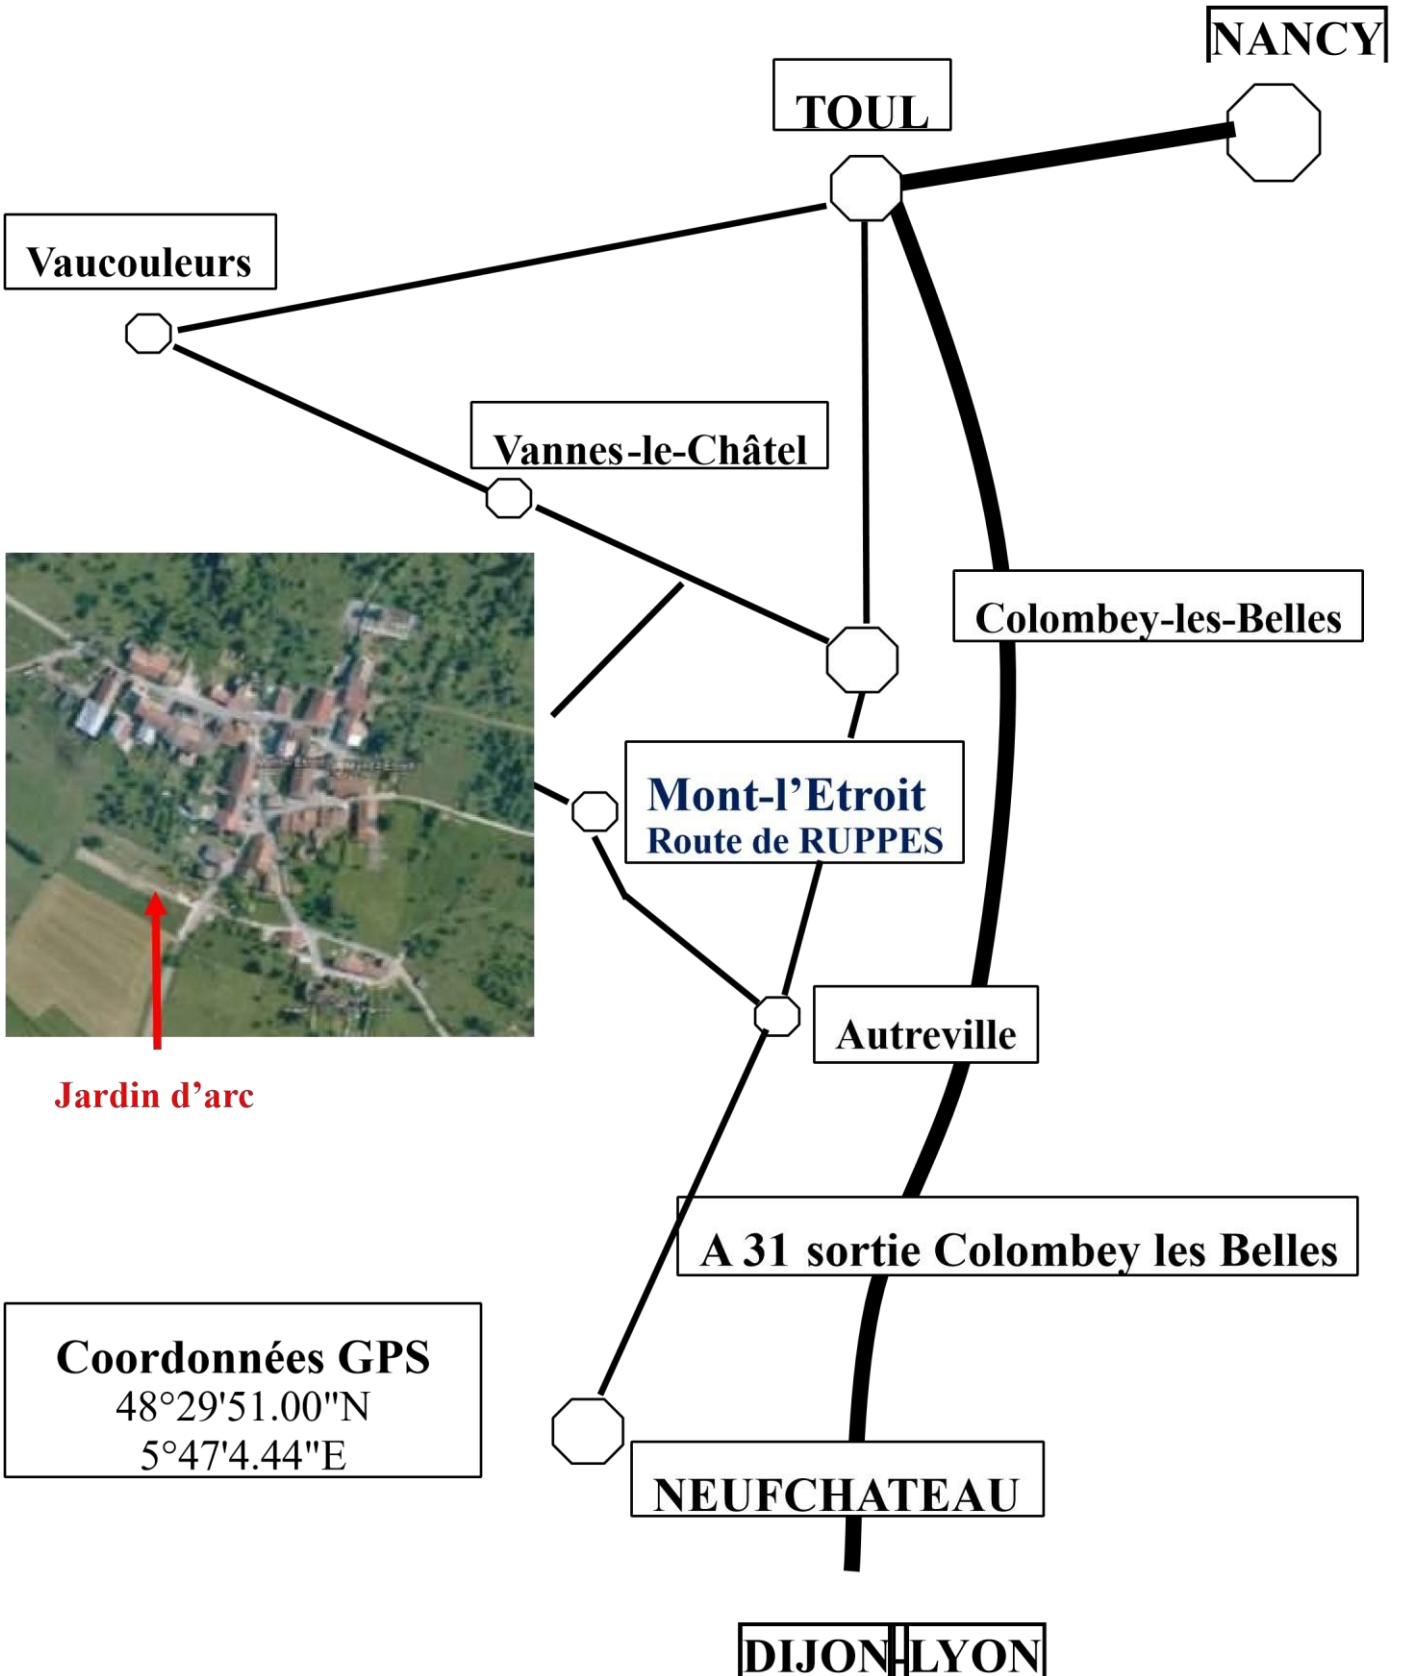 NANCY
TOUL
Vaucouleurs
Vannes-le-Châtel
Colombey-les-Belles
Mont-l’Etroit
Route de RUPPES
Autreville
Jardin d’arc
A 31 sortie Colombey les Belles
Coordonnées GPS
48°29'51.00"N
5°47'4.44"E
NEUFCHATEAU
DIJON-LYON